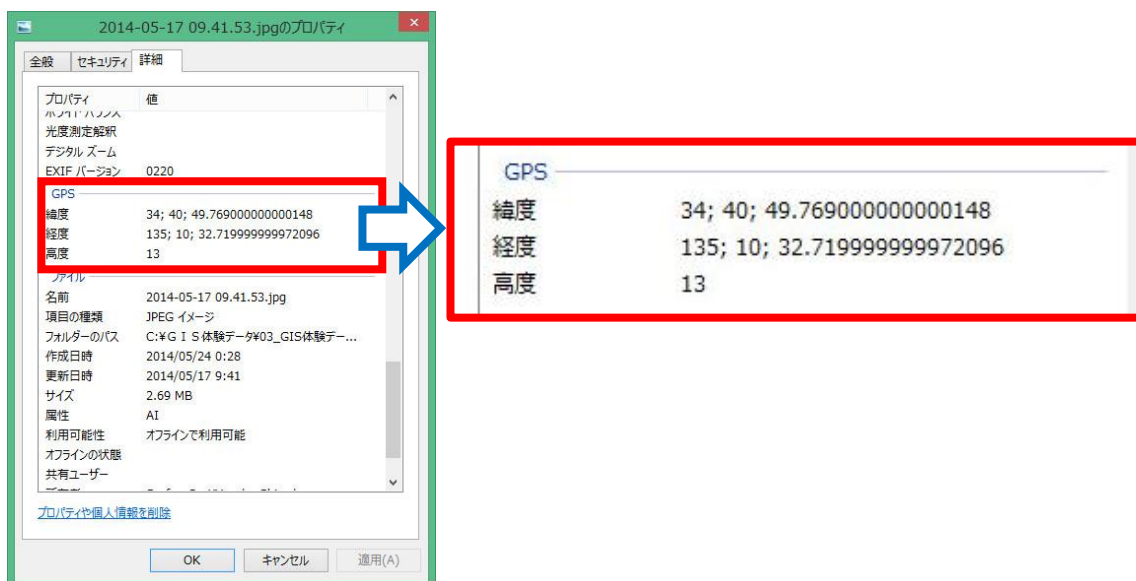 2014-05-17 09.41.53.jpgのプロパティ
全般 セキュリティ 詳細
プロパティ 値
ホワイト バランス
光度測定解釈
デジタル ズーム
EXIF バージョン 0220
GPS
緯度 34; 40; 49.769000000000148
経度 135; 10; 32.719999999972096
高度 13
ファイル
名前 2014-05-17 09.41.53.jpg
項目の種類 JPEG イメージ
フォルダーのパス C:¥GIS体験データ¥03_GIS体験デー...
作成日時 2014/05/24 0:28
更新日時 2014/05/17 9:41
サイズ 2.69 MB
属性 AI
利用可能性 オフラインで利用可能
オフラインの状態
共有ユーザー
プロパティや個人情報を削除
OK キャンセル 適用(A)
GPS
緯度 34; 40; 49.769000000000148
経度 135; 10; 32.719999999972096
高度 13